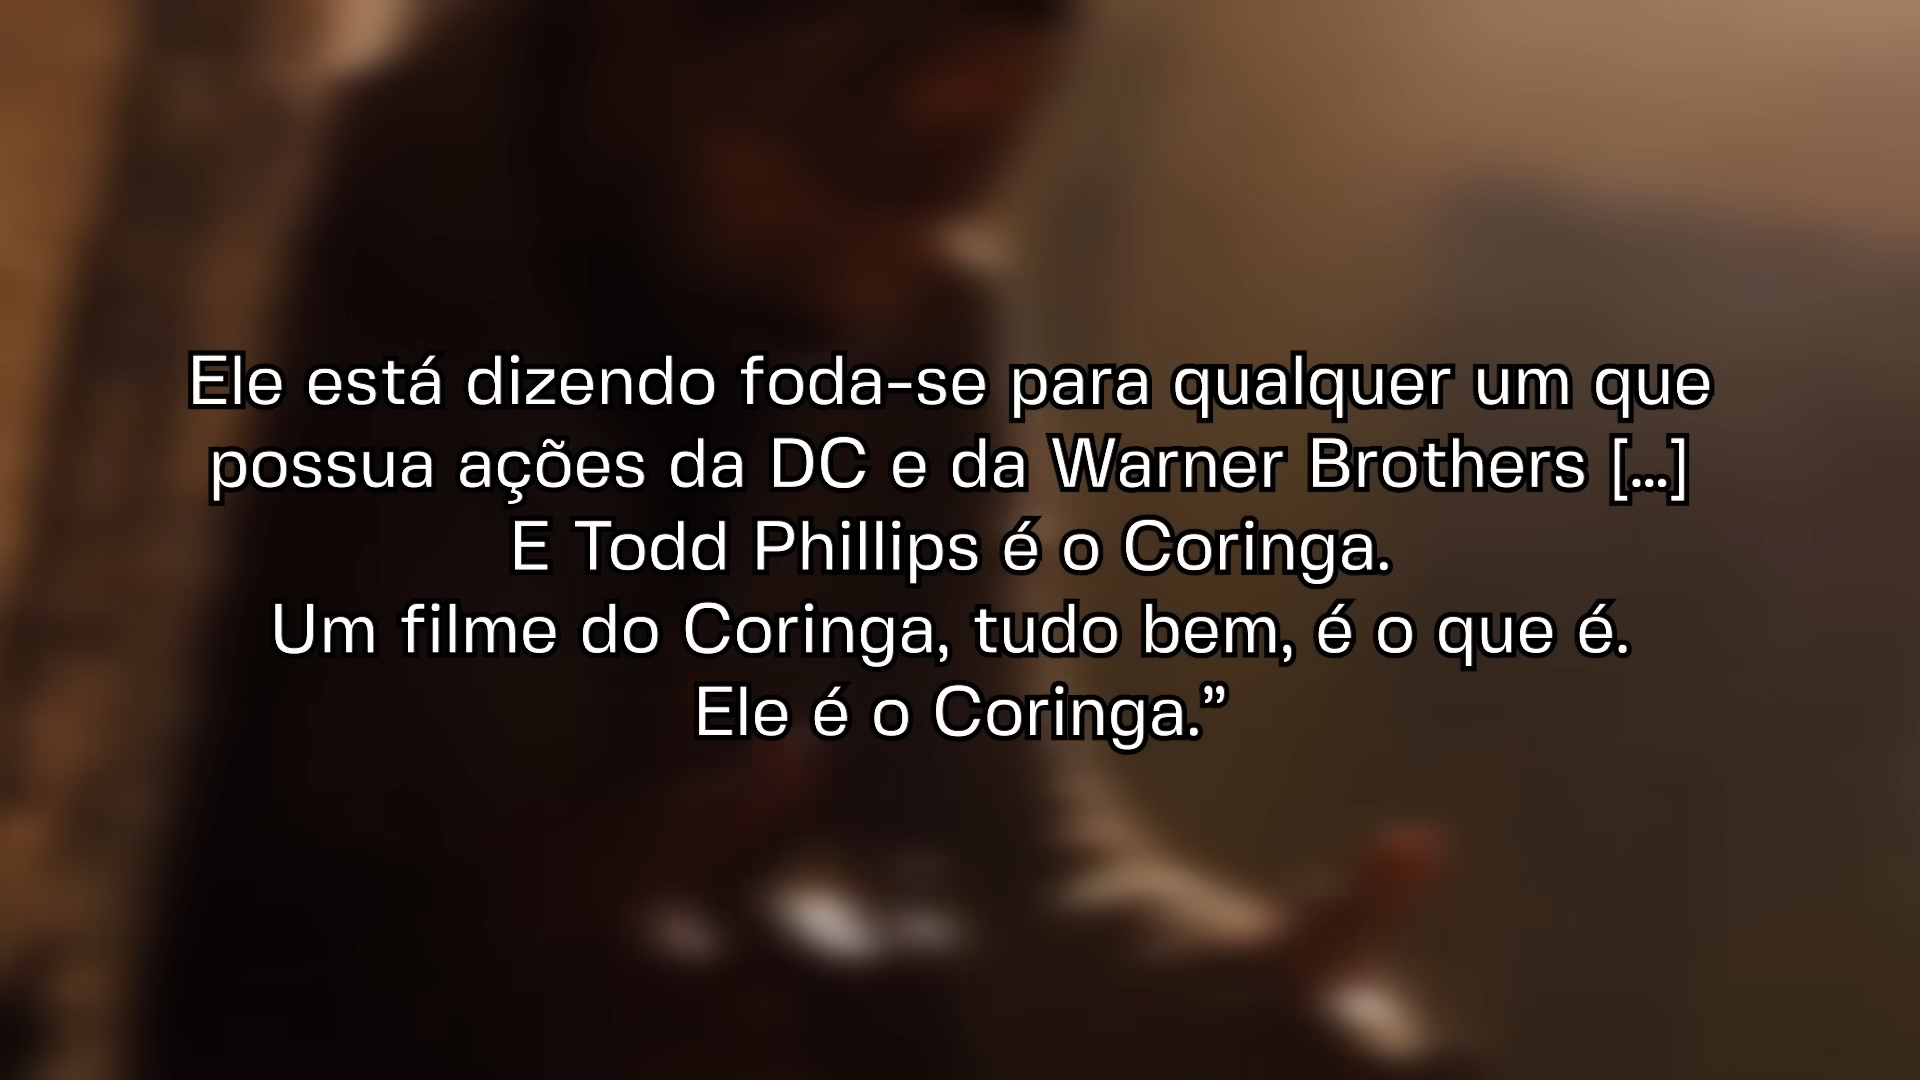 Ele está dizendo foda-se para qualquer um que
possua ações da DC e da Warner Brothers [...]
E Todd Phillips é o Coringa.
Um filme do Coringa, tudo bem, é o que é.
Ele é o Coringa.”